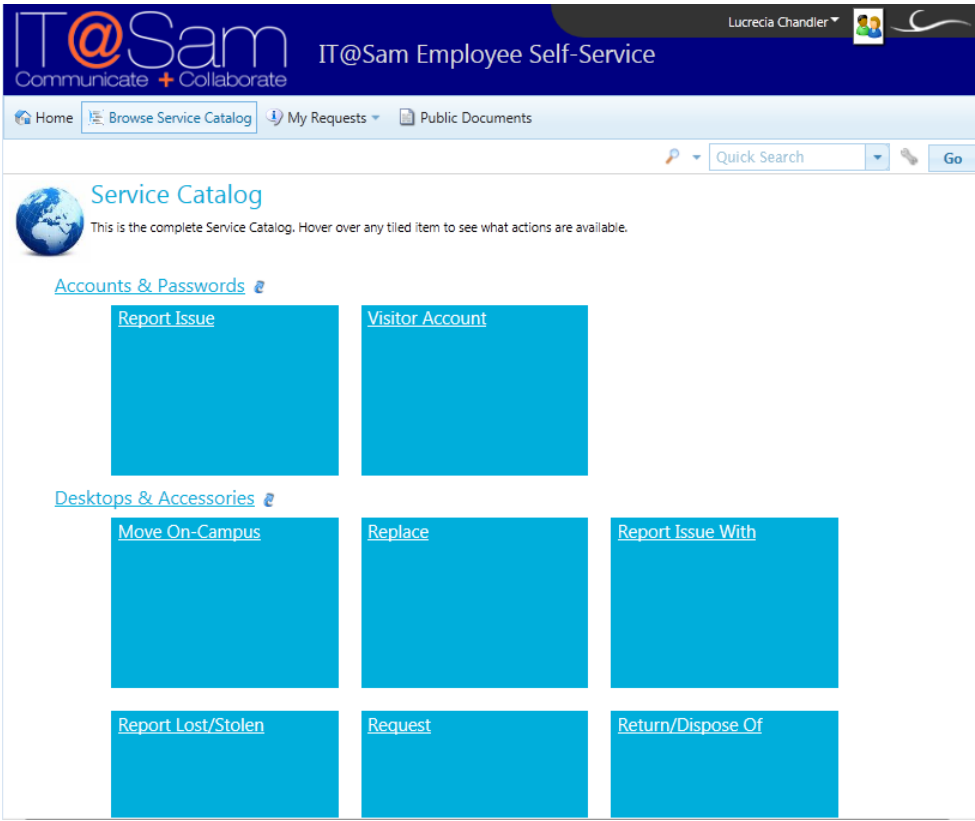 Lucrecia Chandler
IT@Sam
Communicate + Collaborate
IT@Sam Employee Self-Service
Home Browse Service Catalog My Requests Public Documents
Quick Search Go
Service Catalog
This is the complete Service Catalog. Hover over any tiled item to see what actions are available.
Accounts & Passwords
Report Issue Visitor Account
Desktops & Accessories
Move On-Campus Replace Report Issue With
Report Lost/Stolen Request Return/Dispose Of